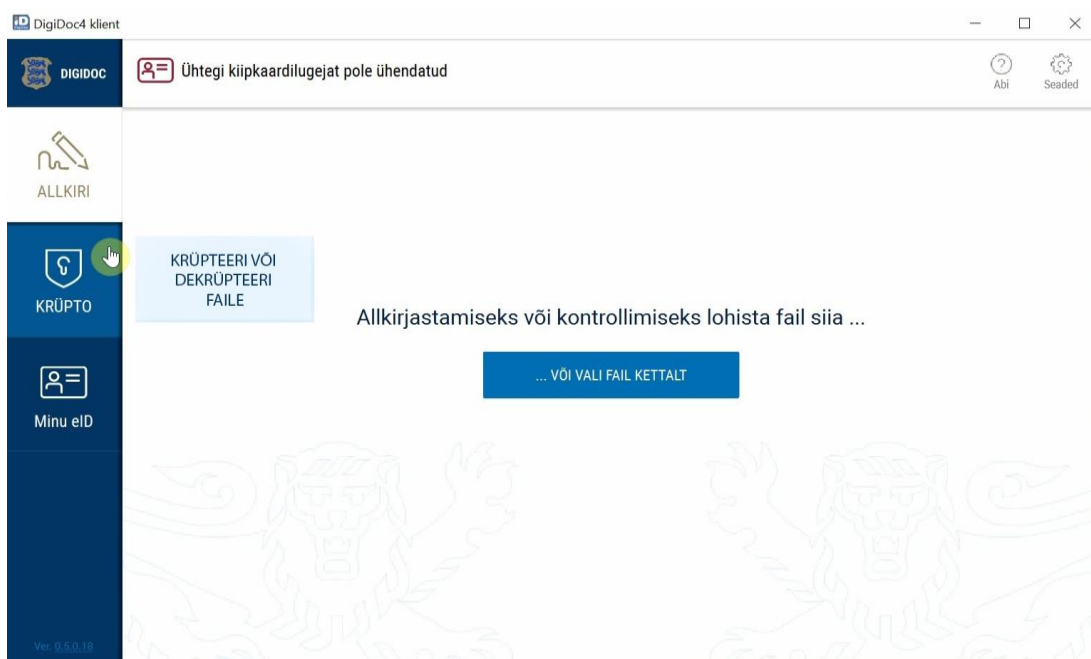 DigiDoc4 klient
DIGIDOC
Ühtegi kiipkaardilugejat pole ühendatud
Abi
Seaded
ALLKIRI
KRÜPTO
KRÜPTEERI VÕI
DEKRÜPTEERI
FAILE
Allkirjastamiseks või kontrollimiseks lohista fail siia ...
... VÕI VALI FAIL KETTALT
Minu eID
Ver. 0.5.0.18